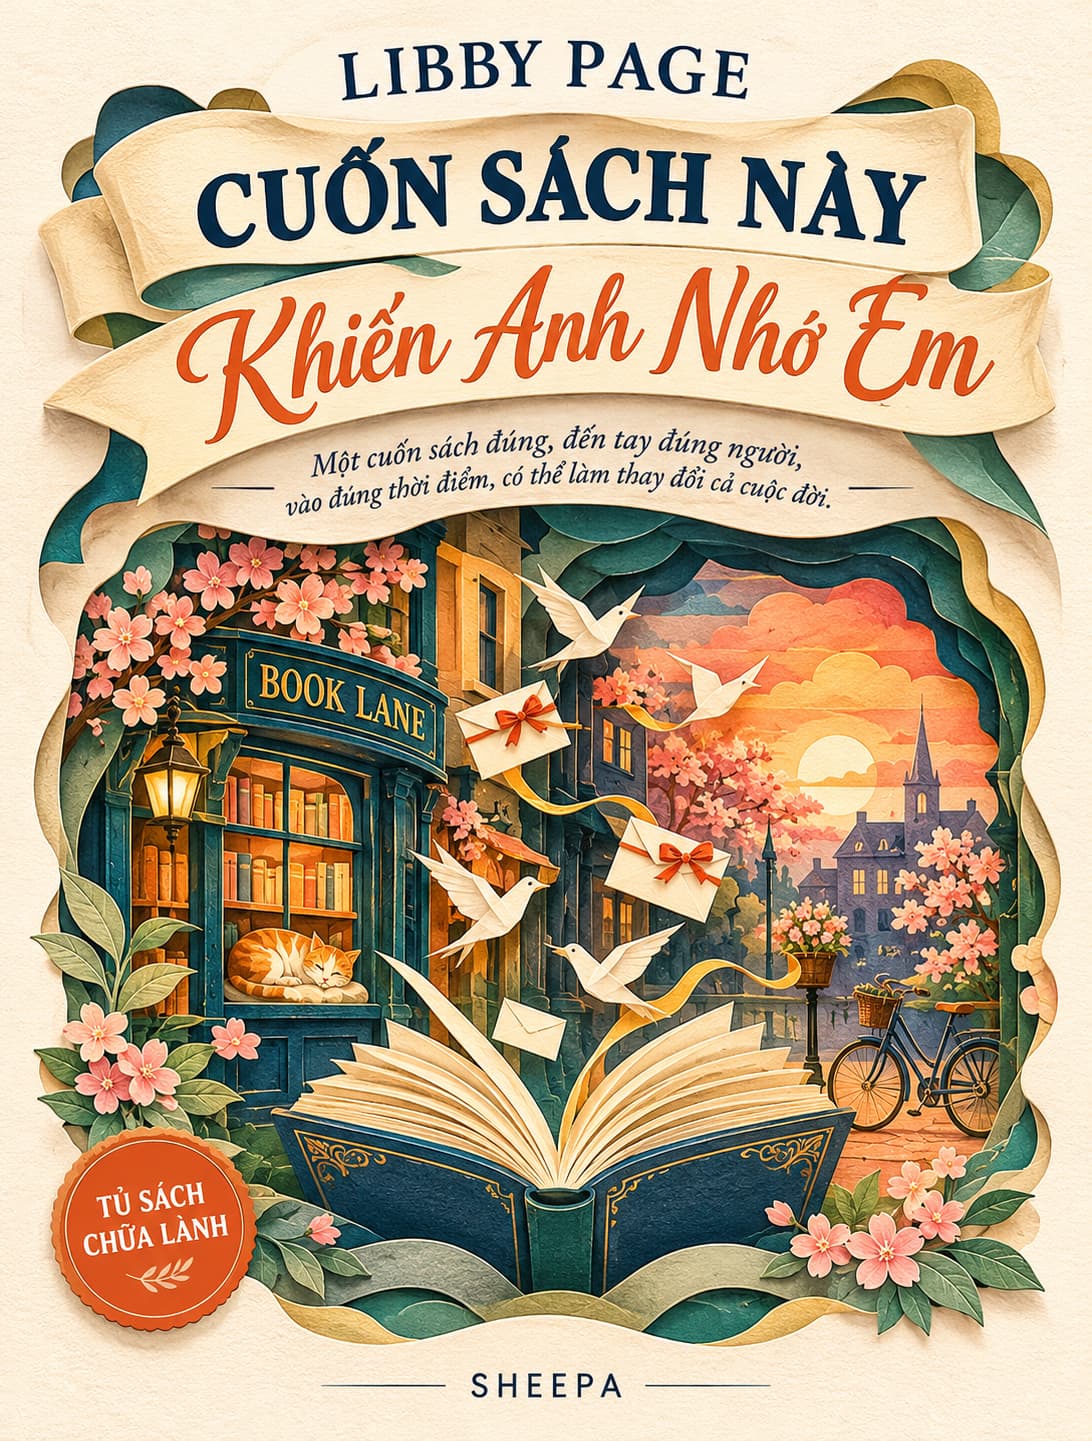 LIBBY PAGE
CUỐN SÁCH NÀY
Khiến Anh Nhớ Em
Một cuốn sách đúng, đến tay đúng người,
vào đúng thời điểm, có thể làm thay đổi cả cuộc đời.
BOOK LANE
TỦ SÁCH
CHỮA LÀNH
SHEEPA